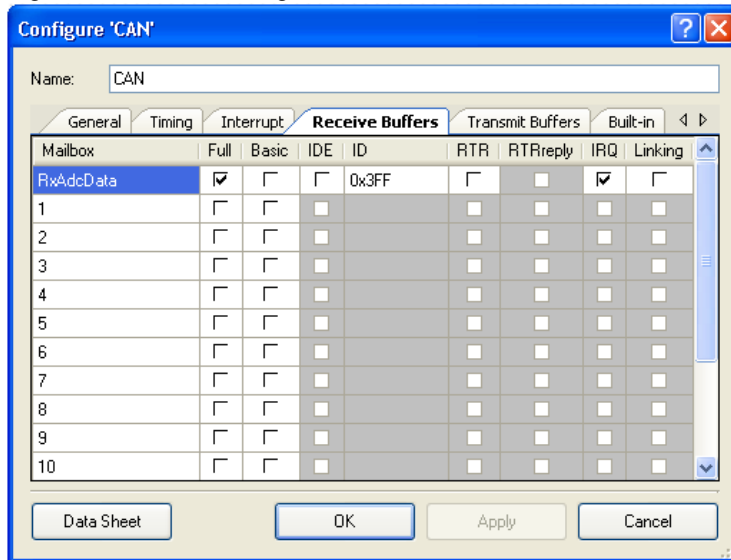 Configure 'CAN'
Name: CAN
General Timing Interrupt Receive Buffers Transmit Buffers Built-in
Mailbox Full Basic IDE ID RTR RTRreply IRQ Linking
RxAdcData 0x3FF
1
2
3
4
5
6
7
8
9
10
Data Sheet OK Apply Cancel